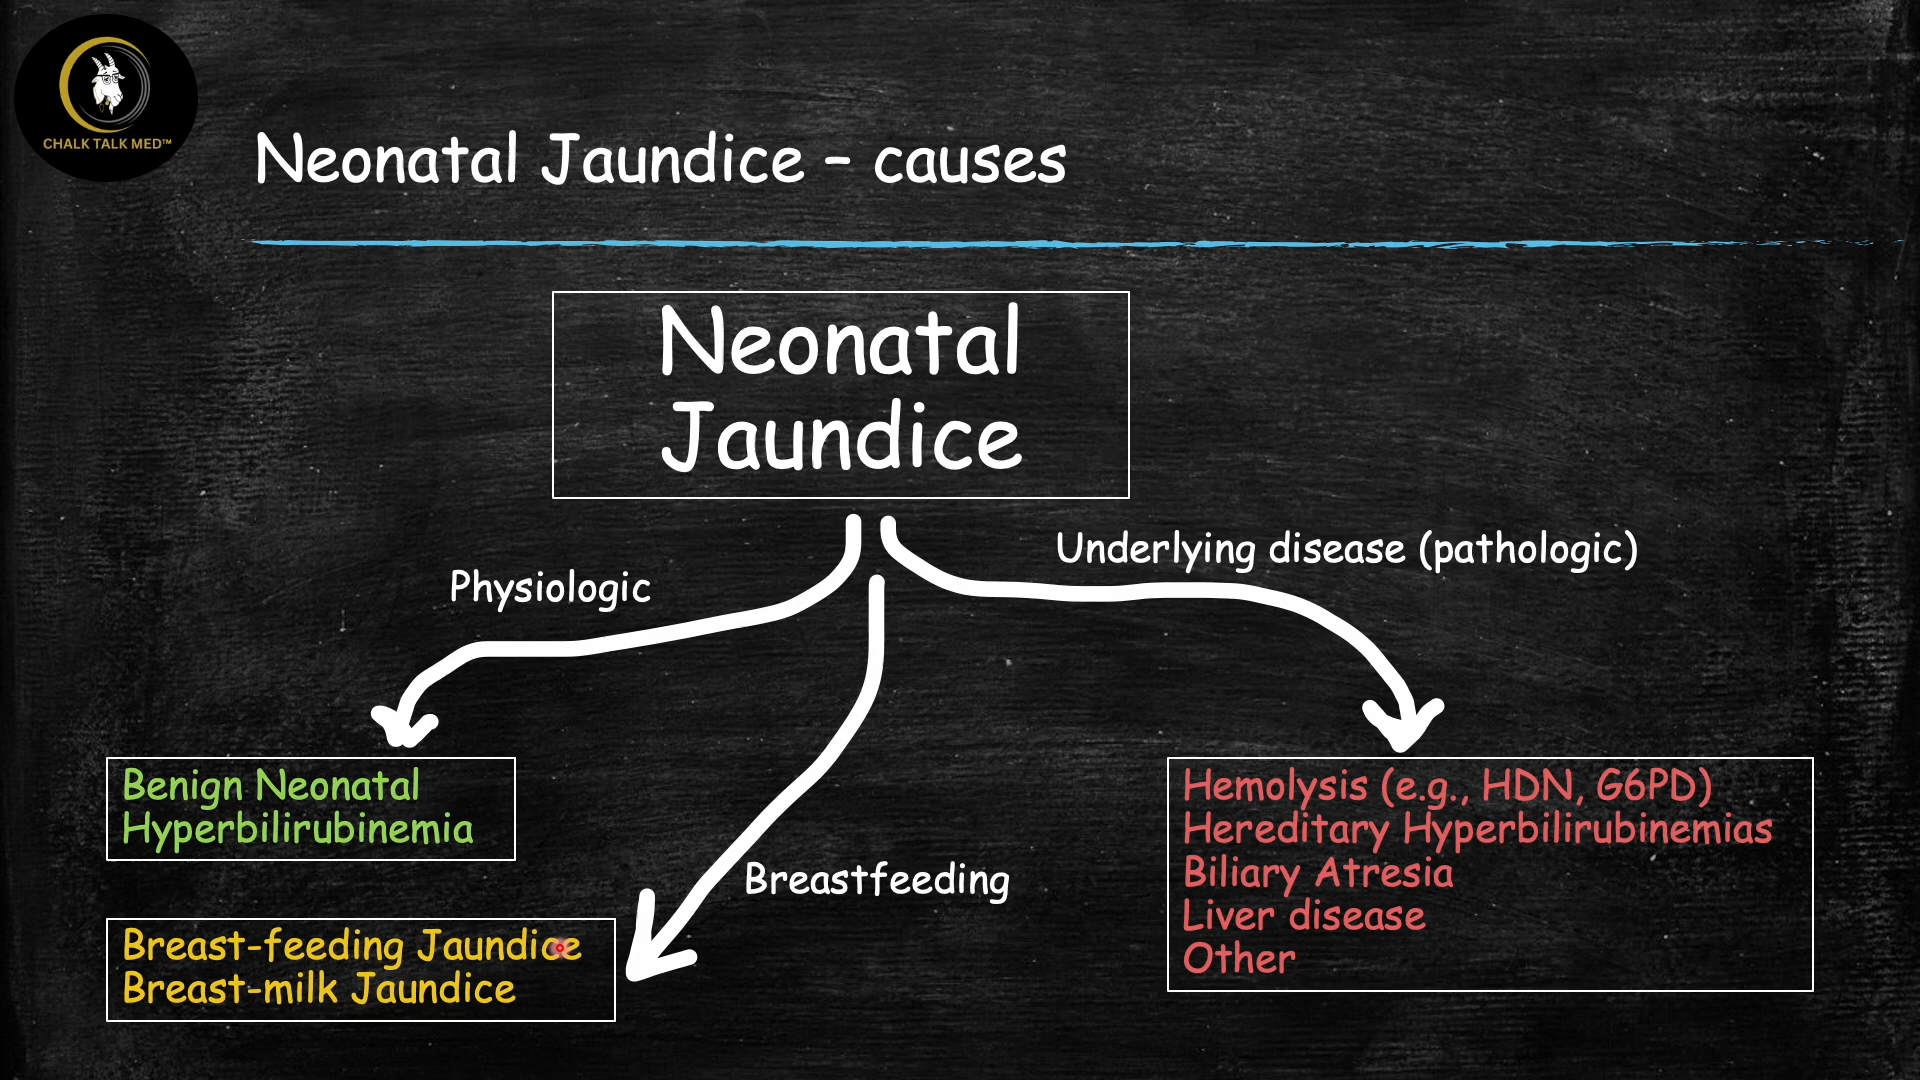 CHALK TALK MED™
Neonatal Jaundice – causes
Neonatal
Jaundice
Physiologic
Underlying disease (pathologic)
Benign Neonatal
Hyperbilirubinemia
Breastfeeding
Breast-feeding Jaundice
Breast-milk Jaundice
Hemolysis (e.g., HDN, G6PD)
Hereditary Hyperbilirubinemias
Biliary Atresia
Liver disease
Other